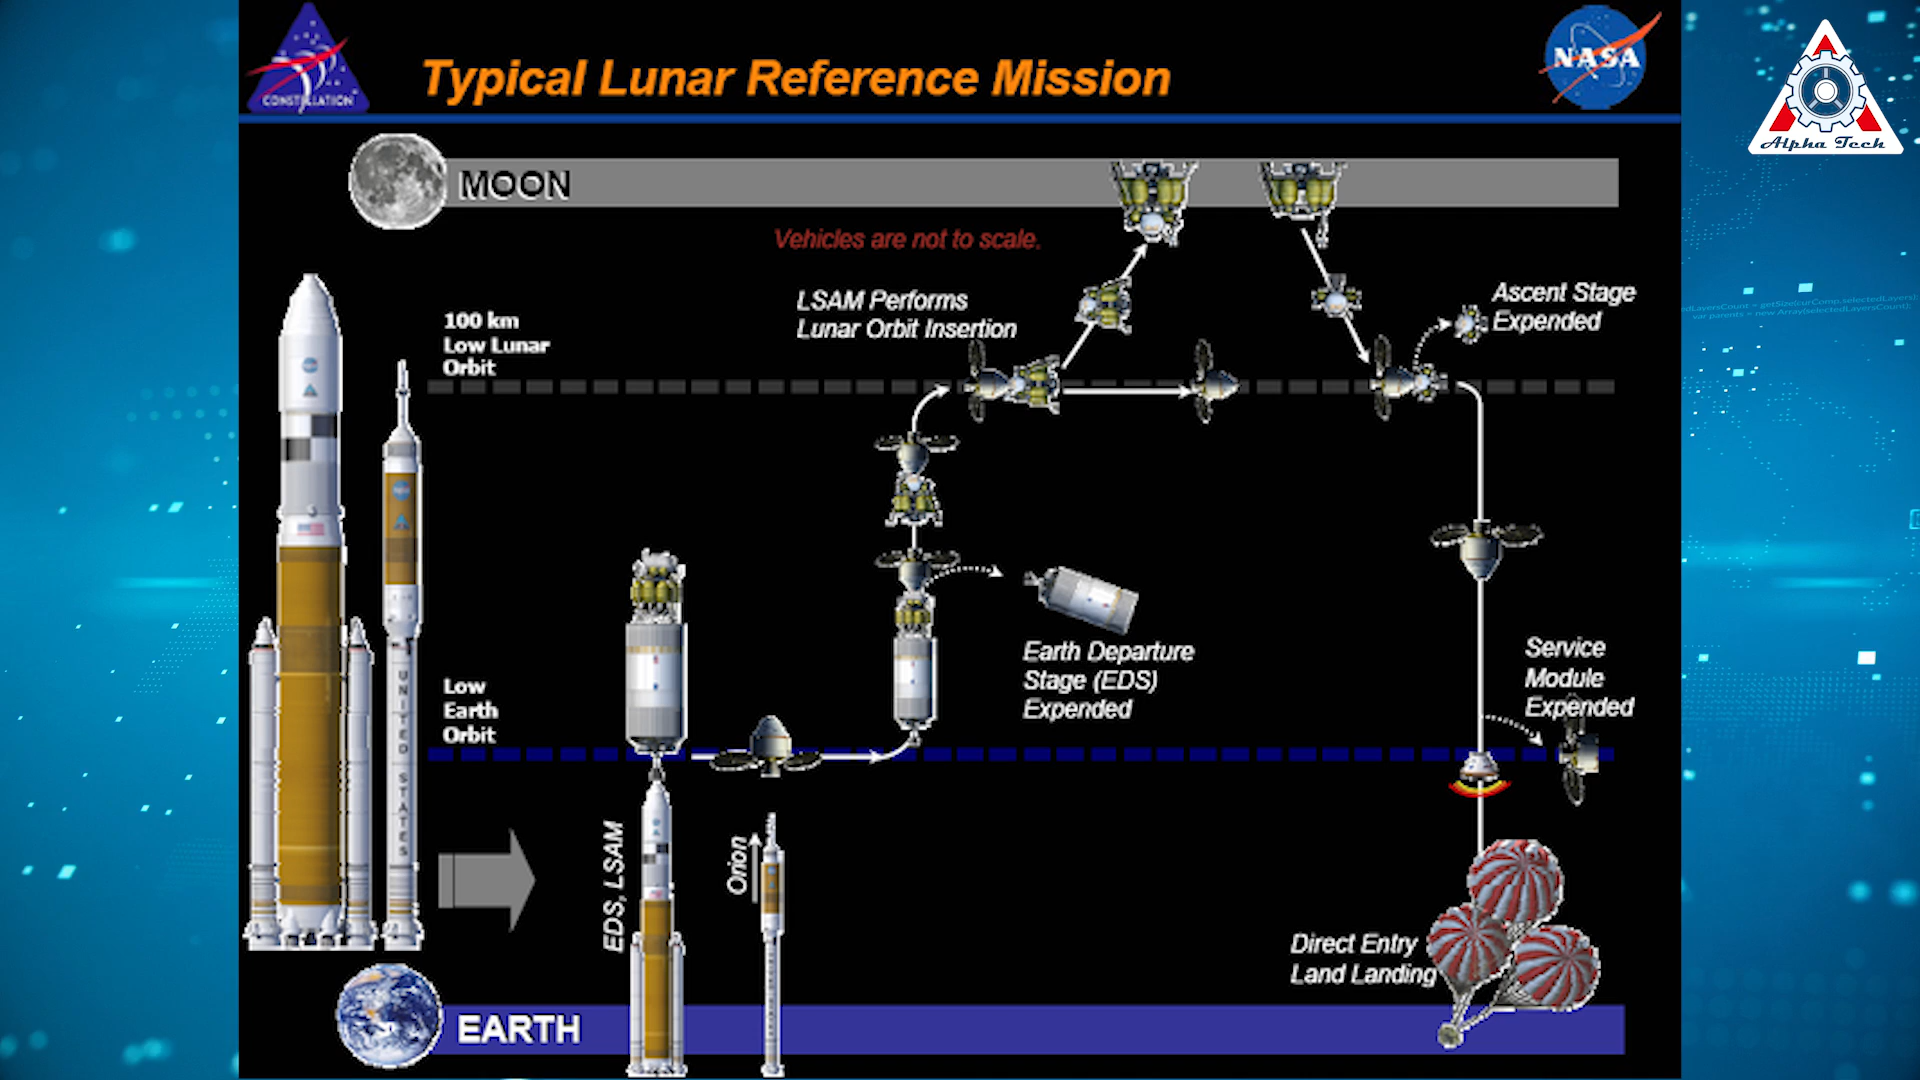 CONSTELLATION
Typical Lunar Reference Mission
NASA
Alpha Tech
MOON
Vehicles are not to scale.
LSAM Performs
Lunar Orbit Insertion
Ascent Stage
Expended
100 km
Low Lunar
Orbit
Earth Departure
Stage (EDS)
Expended
Service
Module
Expended
Low
Earth
Orbit
UNITED STATES
EDS, LSAM
Orion
Direct Entry
Land Landing
EARTH